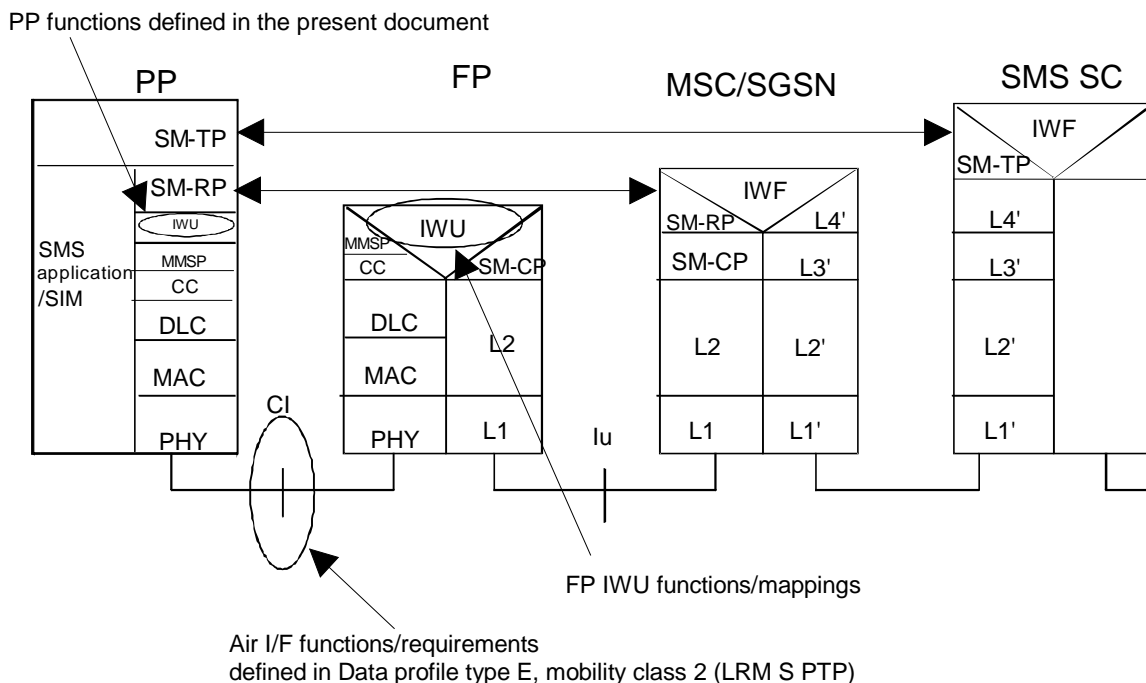 PP functions defined in the present document
PP
FP
MSC/SGSN
SMS SC
SM-TP
SM-RP
IWU
MMSP
CC
DLC
MAC
PHY
SMS
application
/SIM
CI
IWU
MMSP
CC
SM-CP
DLC
L2
MAC
PHY
L1
Iu
IWF
SM-RP
L4'
SM-CP
L3'
L2
L2'
L1
L1'
IWF
SM-TP
L4'
L3'
L2'
L1'
FP IWU functions/mappings
Air I/F functions/requirements
defined in Data profile type E, mobility class 2 (LRM S PTP)